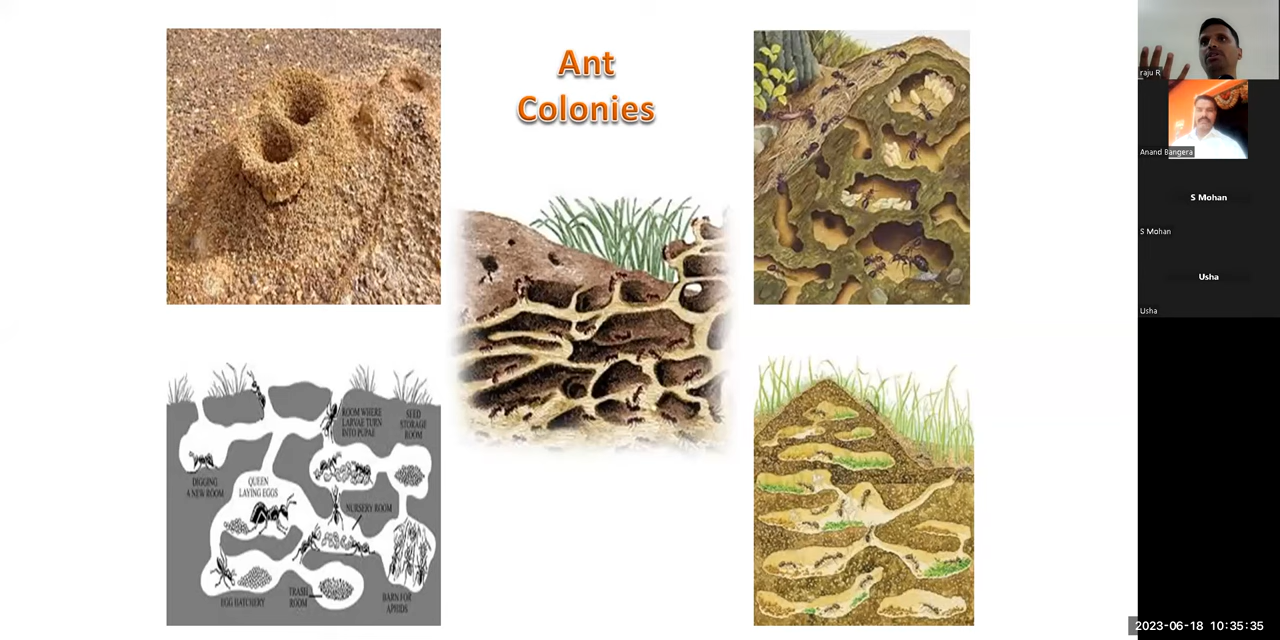 Ant
Colonies
ROOM WHERE
LARVAE TURN
INTO PUPAE
SEED
STORAGE
ROOM
DIGGING
A NEW ROOM
QUEEN
LAYING EGGS
NURSERY ROOM
EGG HATCHERY
TRASH
ROOM
BARN FOR
APHIDS
raju R
Anand Bangera
S Mohan
S Mohan
Usha
Usha
2023-06-18 10:35:35